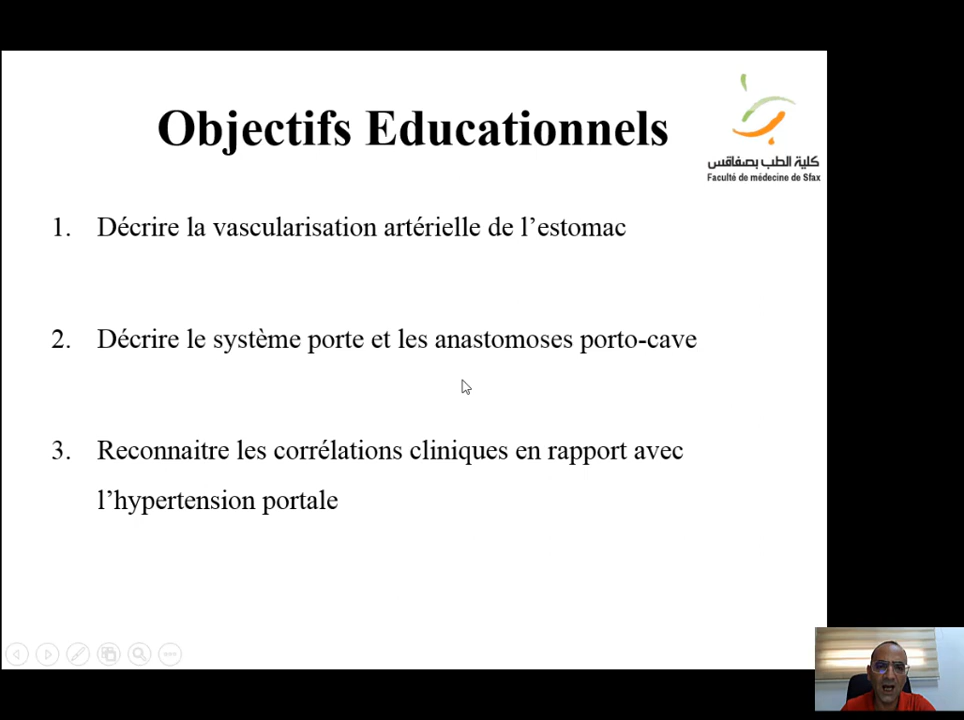 Objectifs Educationnels
كلية الطب بصفاقس
Faculté de médecine de Sfax
1. Décrire la vascularisation artérielle de l’estomac
2. Décrire le système porte et les anastomoses porto-cave
3. Reconnaitre les corrélations cliniques en rapport avec
l’hypertension portale